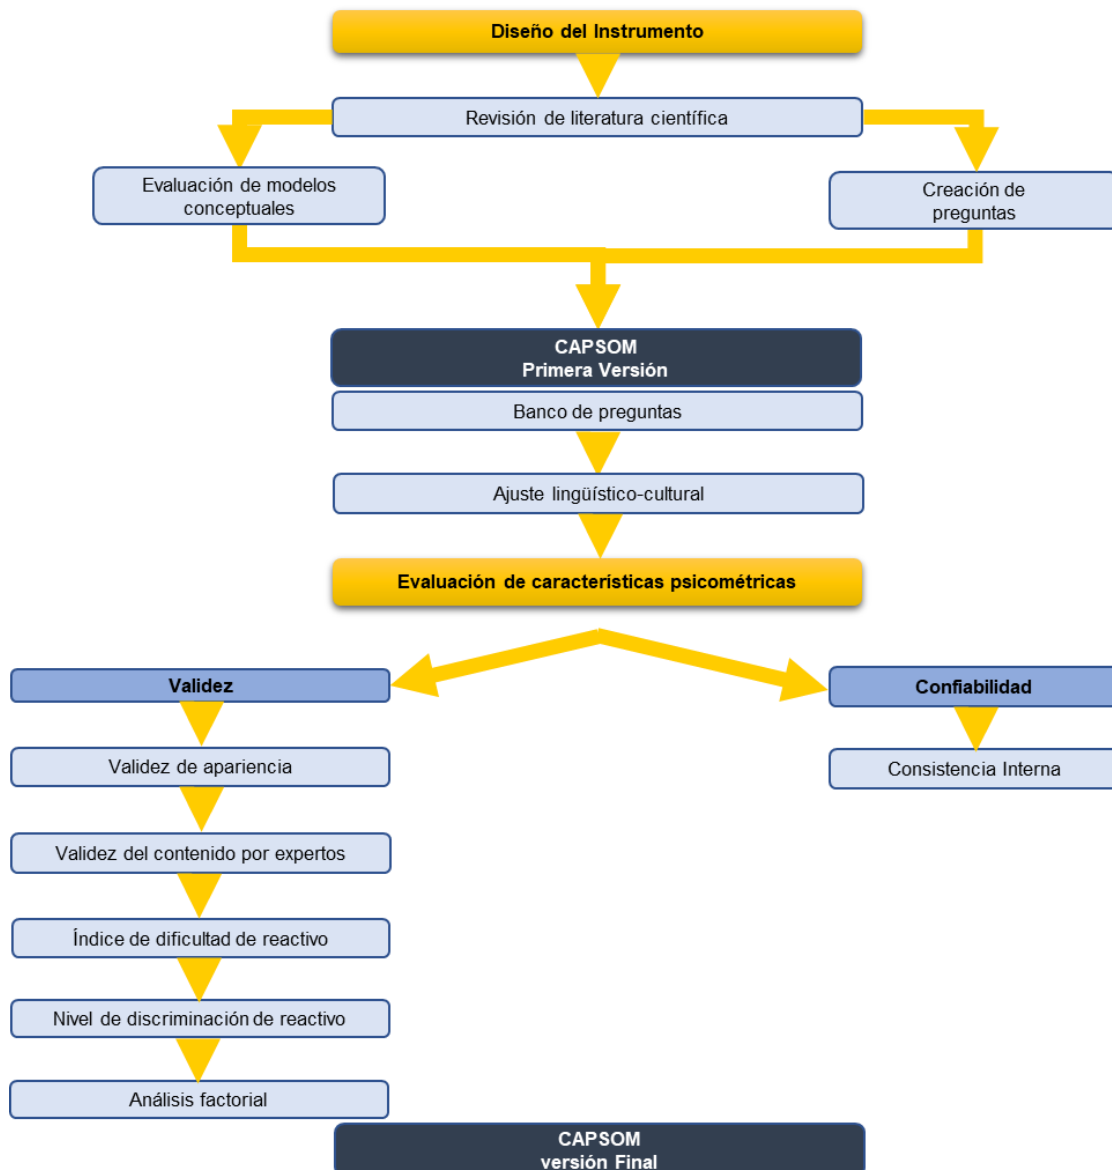 Diseño del Instrumento
Revisión de literatura científica
Evaluación de modelos
conceptuales
Creación de
preguntas
CAPSOM
Primera Versión
Banco de preguntas
Ajuste lingüístico-cultural
Evaluación de características psicométricas
Validez
Confiabilidad
Validez de apariencia
Consistencia Interna
Validez del contenido por expertos
Índice de dificultad de reactivo
Nivel de discriminación de reactivo
Análisis factorial
CAPSOM
versión Final